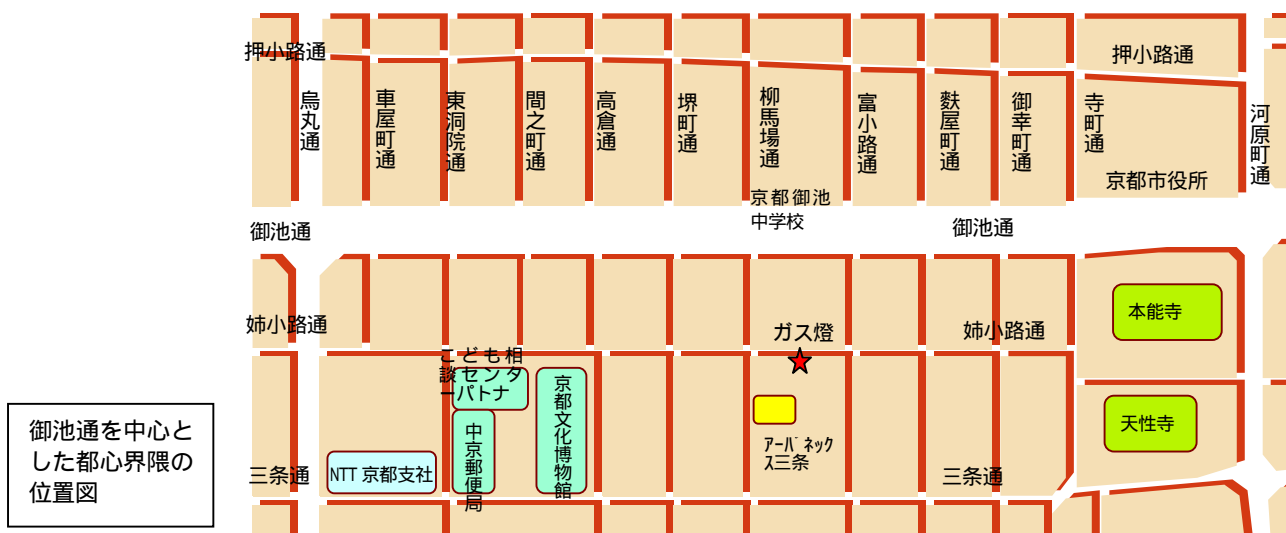 押小路通
押小路通
烏丸通
車屋町通
東洞院通
間之町通
高倉通
堺町通
柳馬場通
富小路通
麩屋町通
御幸町通
寺町通
河原町通
京都御池
中学校
京都市役所
御池通
御池通
本能寺
姉小路通
ガス燈
姉小路通
こども相
談センタ
ーパトナ
京都文化博物館
アーバネック
ス三条
天性寺
御池通を中心と
した都心界隈の
位置図
三条通
NTT 京都支社
中京郵便局
三条通